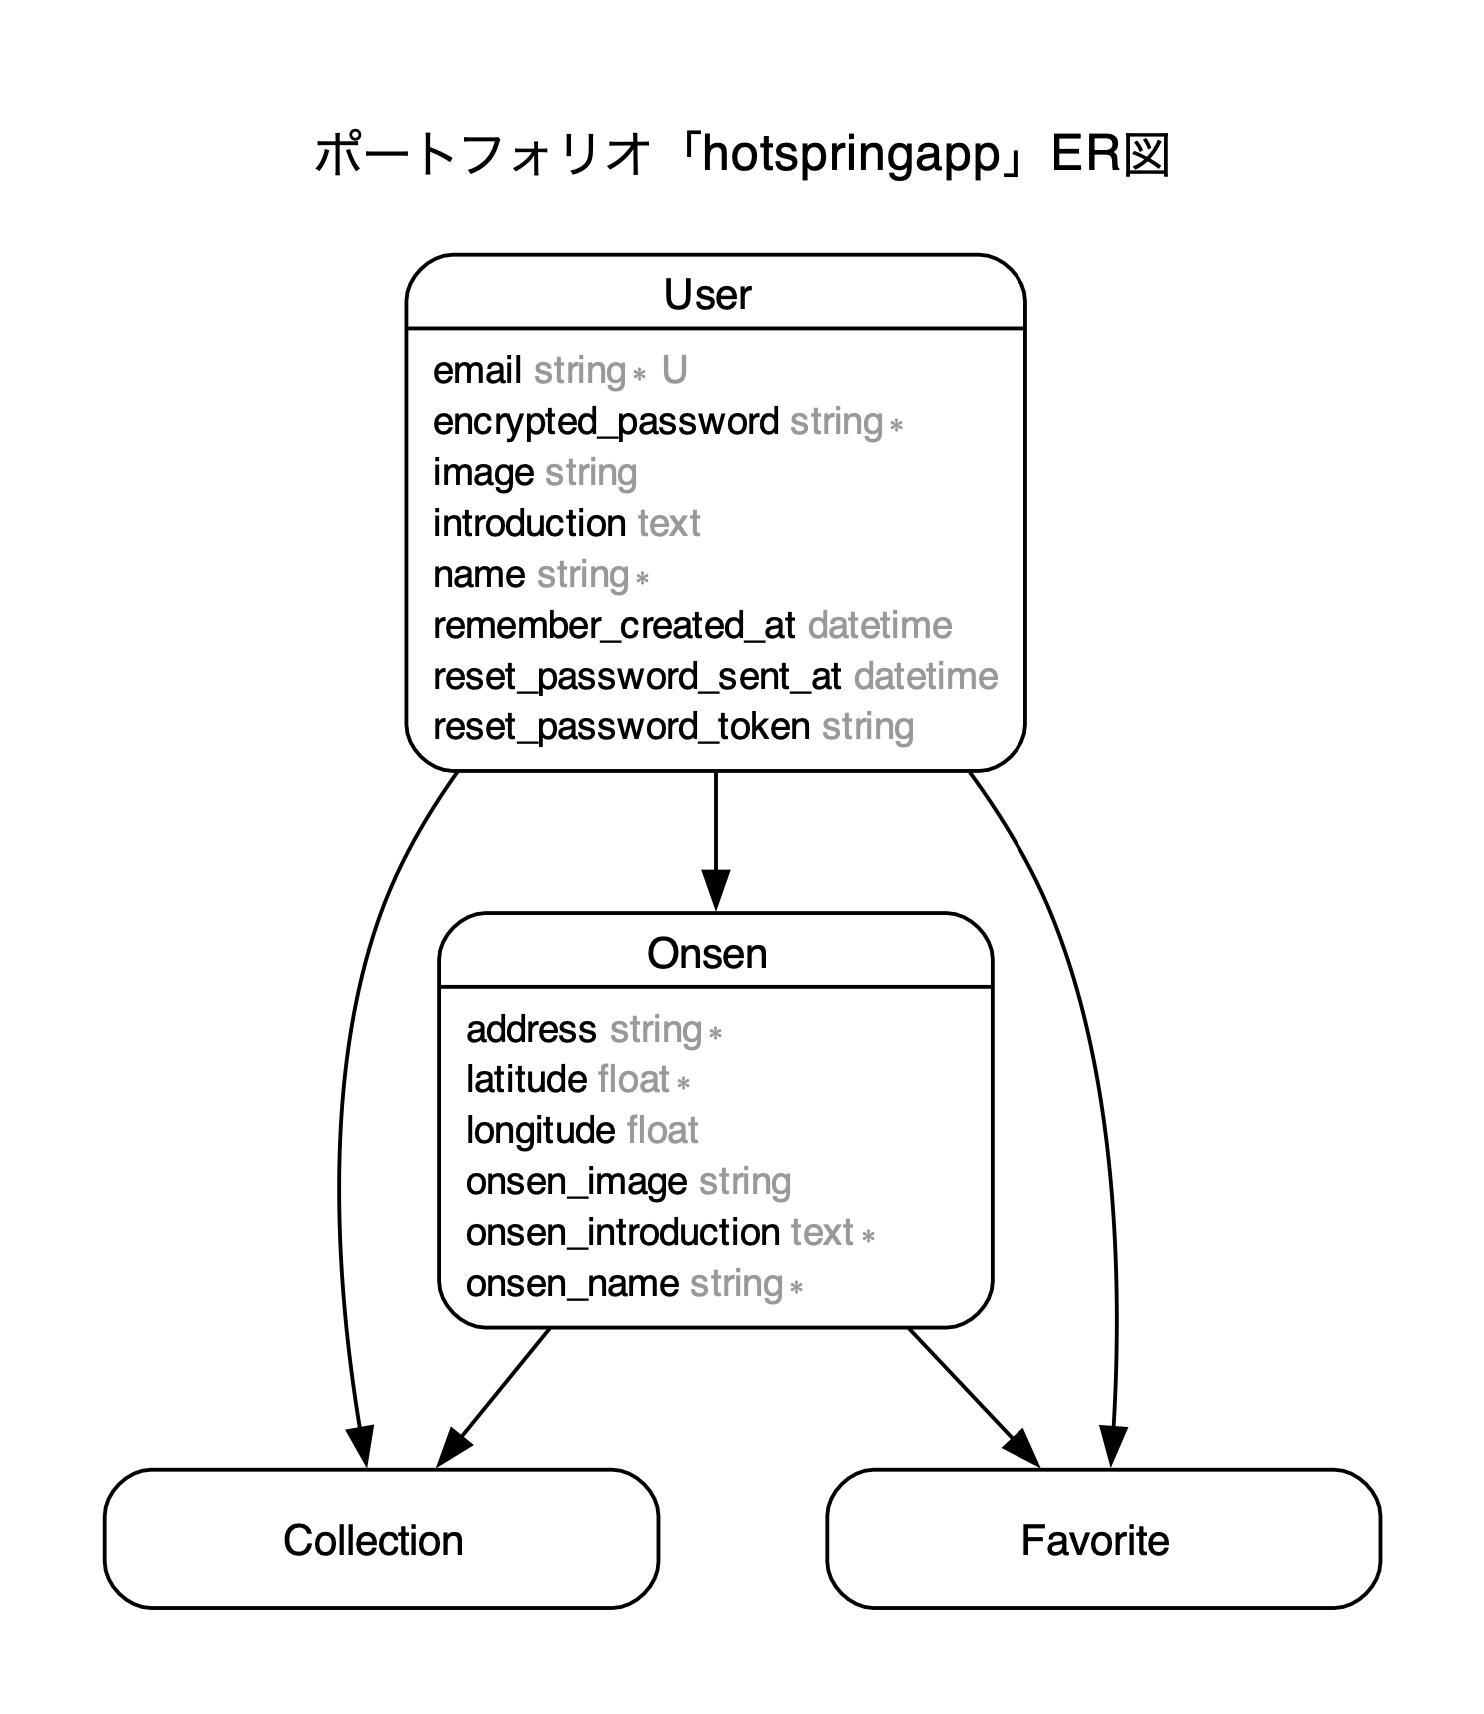 ポートフォリオ「hotspringapp」ER図
User
email string* U
encrypted_password string*
image string
introduction text
name string*
remember_created_at datetime
reset_password_sent_at datetime
reset_password_token string
Onsen
address string*
latitude float*
longitude float
onsen_image string
onsen_introduction text*
onsen_name string*
Collection
Favorite